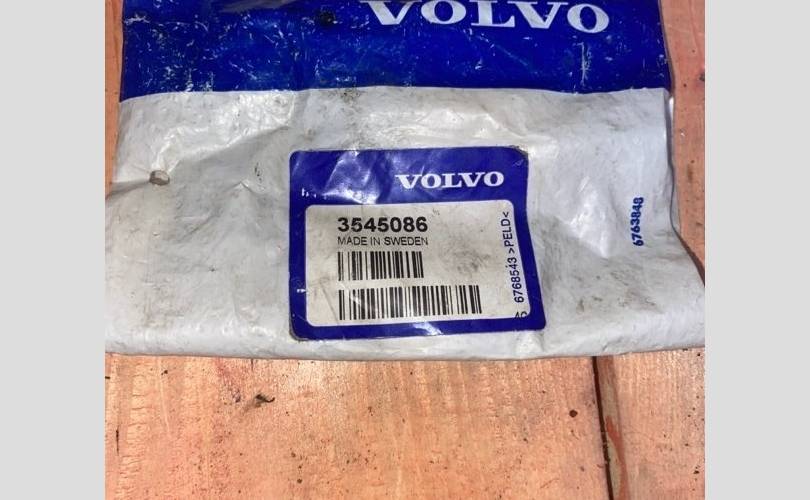 VOLVO
VOLVO
3545086
MADE IN SWEDEN
6768543 >PELD<
6763848